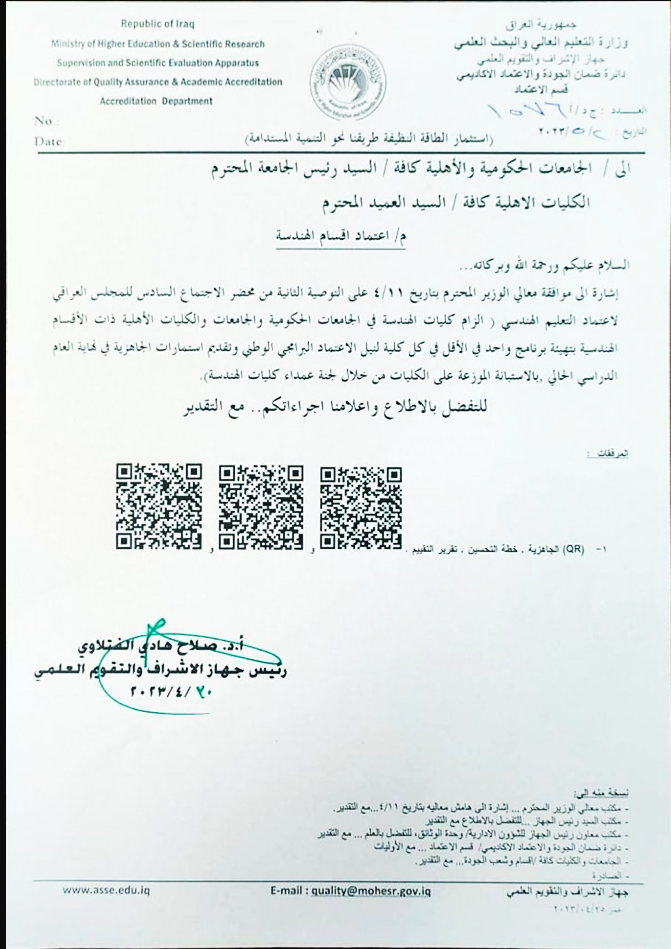 Republic of Iraq
Ministry of Higher Education & Scientific Research
Supervision and Scientific Evaluation Apparatus
Directorate of Quality Assurance & Academic Accreditation
Accreditation Department
No.:
Date:
جمهورية العراق
وزارة التعليم العالي والبحث العلمي
جهاز الاشراف والتقويم العلمي
دائرة ضمان الجودة والاعتماد الاكاديمي
قسم الاعتماد
العـــدد : ج د/أ/
التاريخ : ٢٠٢٣/٥/٢
(استثمار الطاقة النظيفة طريقنا نحو التنمية المستدامة)
الى / الجامعات الحكومية والأهلية كافة / السيد رئيس الجامعة المحترم
الكليات الاهلية كافة / السيد العميد المحترم
م/ اعتماد اقسام الهندسة
السلام عليكم ورحمة الله وبركاته...
إشارة الى موافقة معالي الوزير المحترم بتاريخ ٤/١١ على التوصية الثانية من محضر الاجتماع السادس للمجلس العراقي
لاعتماد التعليم الهندسي ( الزام كليات الهندسة في الجامعات الحكومية والجامعات والكليات الأهلية ذات الأقسام
الهندسية بتهيئة برنامج واحد في الأقل في كل كلية لنيل الاعتماد البرامجي الوطني وتقديم استمارات الجاهزية في نهاية العام
الدراسي الحالي ,بالاستبانة الموزعة على الكليات من خلال لجنة عمداء كليات الهندسة).
للتفضل بالاطلاع واعلامنا اجراءاتكم.. مع التقدير
المرفقات :
١- (QR) الجاهزية , خطة التحسين , تقرير التقييم . و و
أ.د. صلاح هادي الفتلاوي
رئيس جهاز الاشراف والتقويم العلمي
٢٠٢٣/٤/٣٠
نسخة منه الى:
- مكتب معالي الوزير المحترم ... إشارة الى هامش معاليه بتاريخ ٤/١١...مع التقدير.
- مكتب السيد رئيس الجهاز ...للتفضل بالاطلاع مع التقدير
- مكتب معاون رئيس الجهاز للشؤون الادارية/ وحدة الوثائق، للتفضل بالعلم ... مع التقدير
- دائرة ضمان الجودة والاعتماد الاكاديمي/ قسم الاعتماد ... مع الأوليات
- الجامعات والكليات كافة /اقسام وشعب الجودة... مع التقدير.
- الصادرة
جهاز الاشراف والتقويم العلمي
E-mail : quality@mohesr.gov.iq
www.asse.edu.iq
عمر ٢٠٢٣/٠٤/٢٥